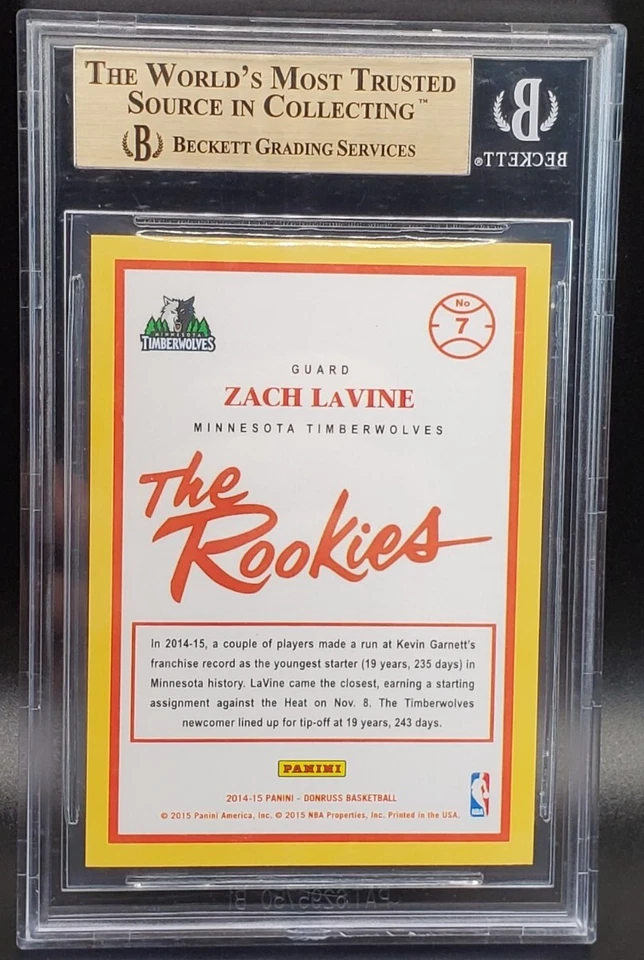 THE WORLD'S MOST TRUSTED
SOURCE IN COLLECTING™
B BECKETT GRADING SERVICES
B
BECKETT®
MINNESOTA
TIMBERWOLVES
No
7
GUARD
ZACH LAVINE
MINNESOTA TIMBERWOLVES
The
Rookies
In 2014-15, a couple of players made a run at Kevin Garnett's
franchise record as the youngest starter (19 years, 235 days) in
Minnesota history. LaVine came the closest, earning a starting
assignment against the Heat on Nov. 8. The Timberwolves
newcomer lined up for tip-off at 19 years, 243 days.
PANINI
2014-15 PANINI - DONRUSS BASKETBALL
© 2015 Panini America, Inc. © 2015 NBA Properties, Inc. Printed in the USA.
NBA